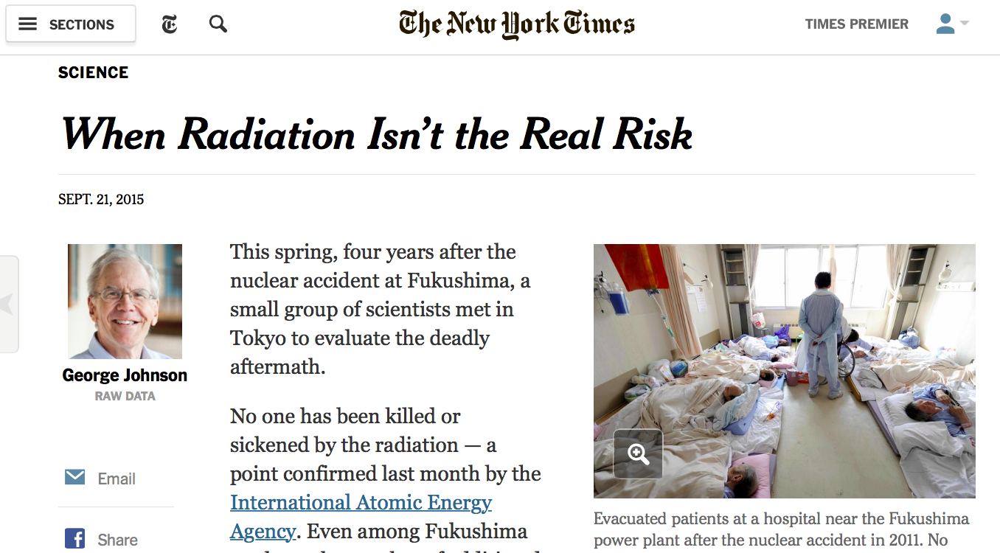 SECTIONS
The New York Times
TIMES PREMIER
SCIENCE
When Radiation Isn't the Real Risk
SEPT. 21, 2015
George Johnson
RAW DATA
Email
Share
This spring, four years after the
nuclear accident at Fukushima, a
small group of scientists met in
Tokyo to evaluate the deadly
aftermath.
No one has been killed or
sickened by the radiation — a
point confirmed last month by the
International Atomic Energy
Agency. Even among Fukushima
Evacuated patients at a hospital near the Fukushima
power plant after the nuclear accident in 2011. No